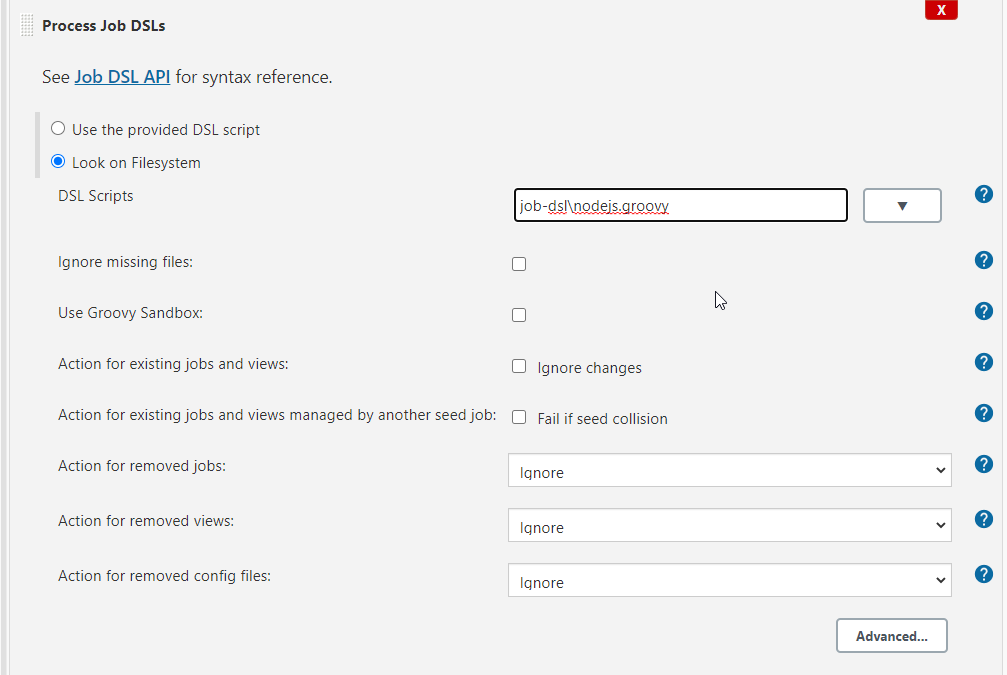 Process Job DSLs
X
See Job DSL API for syntax reference.
Use the provided DSL script
Look on Filesystem
DSL Scripts
job-dsl\nodejs.groovy
?
Ignore missing files:
?
Use Groovy Sandbox:
?
Action for existing jobs and views:
Ignore changes
?
Action for existing jobs and views managed by another seed job:
Fail if seed collision
?
Action for removed jobs:
Ignore
?
Action for removed views:
Ignore
?
Action for removed config files:
Ignore
?
Advanced...